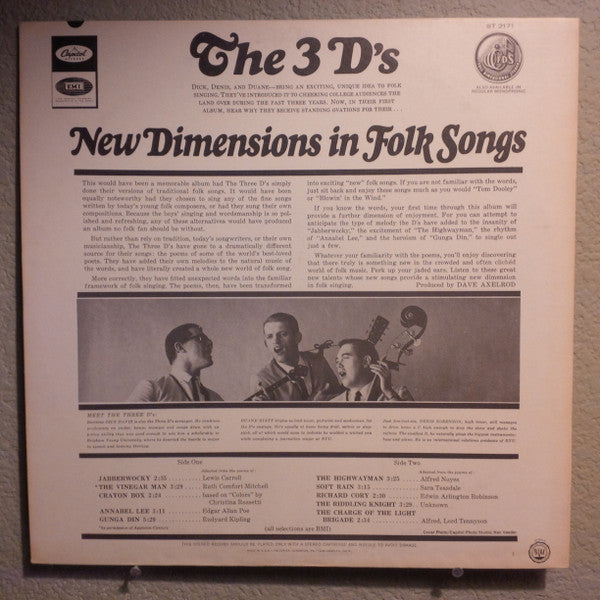 Capitol
EMI
The 3 D's
ST 2171
ALSO AVAILABLE IN
REGULAR MONOPHONIC
Dick, Denis, and Duane—bring an exciting, unique idea to folk
singing. They've introduced it to cheering college audiences the
land over during the past three years. Now, in their first
album, hear why they receive standing ovations for their . . .
New Dimensions in Folk Songs
This would have been a memorable album had The Three D's simply
done their versions of traditional folk songs. It would have been
equally noteworthy had they chosen to sing any of the fine songs
written by today's young folk composers, or had they sung their own
compositions. Because the boys' singing and wordsmanship is so pol-
ished and refreshing, any of these alternatives would have produced
an album no folk fan should be without.
But rather than rely on tradition, today's songwriters, or their own
musicianship, The Three D's have gone to a dramatically different
source for their songs: the poems of some of the world's best-loved
poets. They have added their own melodies to the natural music of
the words, and have literally created a whole new world of folk song.
More correctly, they have fitted unexpected words into the familiar
framework of folk singing. The poems, then, have been transformed
into exciting "new" folk songs. If you are not familiar with the words,
just sit back and enjoy these songs much as you would "Tom Dooley"
or "Blowin' in the Wind."
If you know the words, your first time through this album will
provide a further dimension of enjoyment. For you can attempt to
anticipate the type of melody the D's have added to the insanity of
"Jabberwocky," the excitement of "The Highwayman," the rhythm
of "Annabel Lee," and the heroism of "Gunga Din," to single out
just a few.
Whatever your familiarity with the poems, you'll enjoy discovering
that there truly is something new in the crowded and often clichéd
world of folk music. Perk up your jaded ears. Listen to these great
new talents whose songs provide a stimulating new dimension
in folk singing.
Produced by DAVE AXELROD
MEET THE THREE D's:
Side One
Adapted from the poems of:
JABBERWOCKY 2:35 Lewis Carroll
*THE VINEGAR MAN 3:29 Ruth Comfort Mitchell
CRATON BOX 2:24 based on "Colors" by
Christina Rossetti
ANNABEL LEE 3:11 Edgar Allan Poe
GUNGA DIN 5:29 Rudyard Kipling
Side Two
Adapted from the poems of:
THE HIGHWAYMAN 3:25 Alfred Noyes
SOFT RAIN 3:15 Sara Teasdale
RICHARD CORY 2:30 Edwin Arlington Robinson
THE RIDDLING KNIGHT 3:29 Unknown
THE CHARGE OF THE LIGHT
BRIGADE 2:34 Alfred, Lord Tennyson
(all selections are BMI)